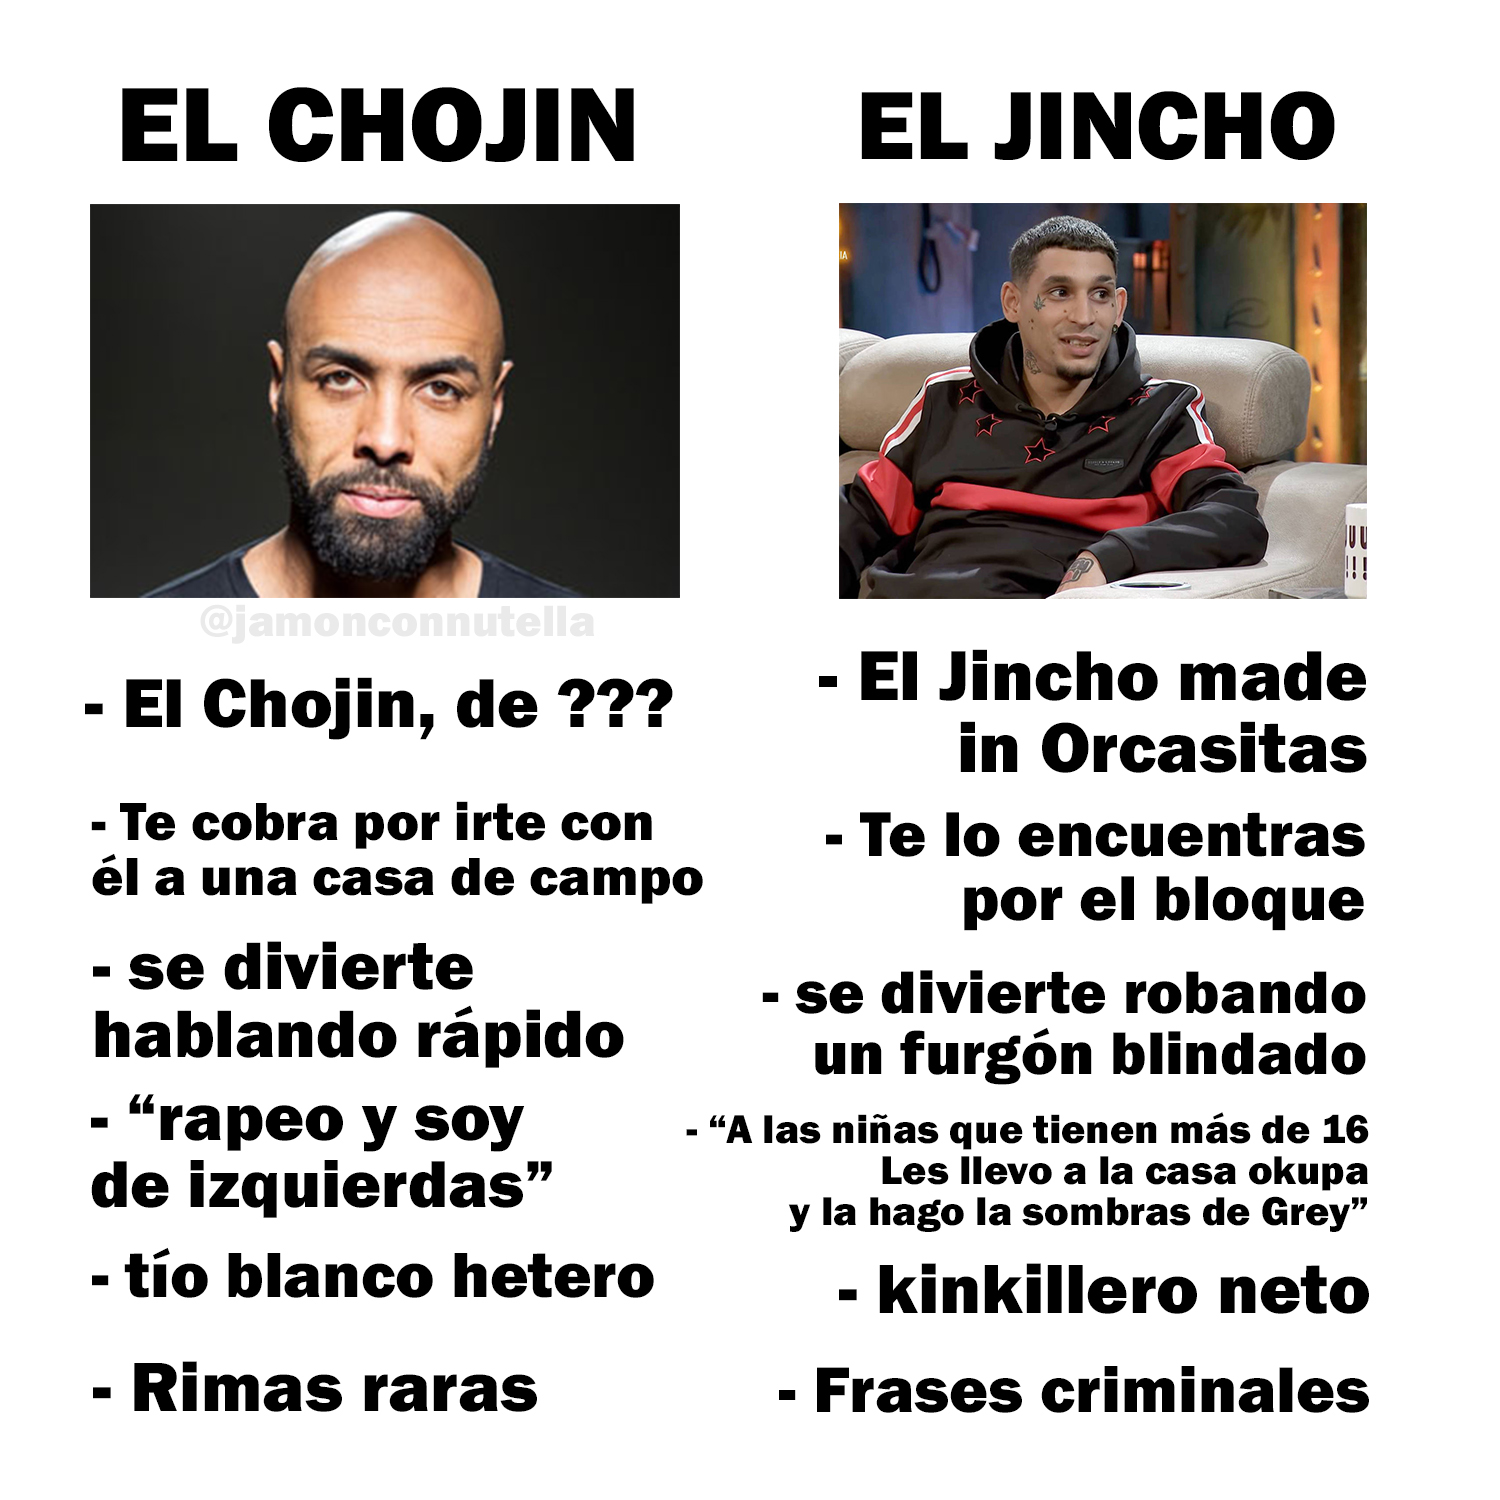 EL CHOJIN
@jamonconnutella
- El Chojin, de ???
- Te cobra por irte con
él a una casa de campo
- se divierte
hablando rápido
- “rapeo y soy
de izquierdas”
- tío blanco hetero
- Rimas raras
EL JINCHO
- El Jincho made
in Orcasitas
- Te lo encuentras
por el bloque
- se divierte robando
un furgón blindado
- “A las niñas que tienen más de 16
Les llevo a la casa okupa
y la hago la sombras de Grey”
- kinkillero neto
- Frases criminales